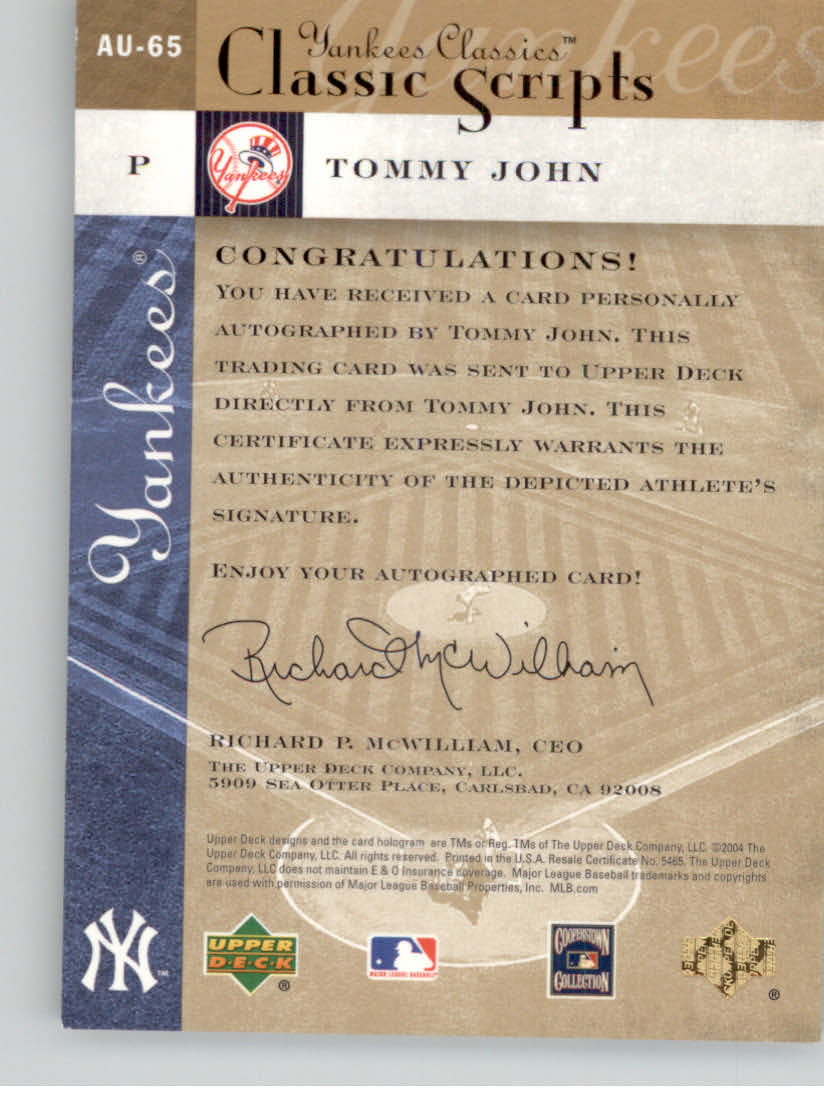 AU-65
Yankees Classics™
Classic Scripts
P
Yankees
TOMMY JOHN
Yankees®
CONGRATULATIONS!
YOU HAVE RECEIVED A CARD PERSONALLY
AUTOGRAPHED BY TOMMY JOHN. THIS
TRADING CARD WAS SENT TO UPPER DECK
DIRECTLY FROM TOMMY JOHN. THIS
CERTIFICATE EXPRESSLY WARRANTS THE
AUTHENTICITY OF THE DEPICTED ATHLETE'S
SIGNATURE.
ENJOY YOUR AUTOGRAPHED CARD!
Richard McWilliam
RICHARD P. MCWILLIAM, CEO
THE UPPER DECK COMPANY, LLC.
5909 SEA OTTER PLACE, CARLSBAD, CA 92008
Upper Deck designs and the card hologram are TMs or Reg. TMs of The Upper Deck Company, LLC. ©2004 The
Upper Deck Company, LLC. All rights reserved. Printed in the U.S.A. Resale Certificate No. 5465. The Upper Deck
Company, LLC does not maintain E & O Insurance coverage. Major League Baseball trademarks and copyrights
are used with permission of Major League Baseball Properties, Inc. MLB.com
NY™
UPPER
D·E·C·K
®
MAJOR LEAGUE BASEBALL
COOPERSTOWN
COLLECTION
®